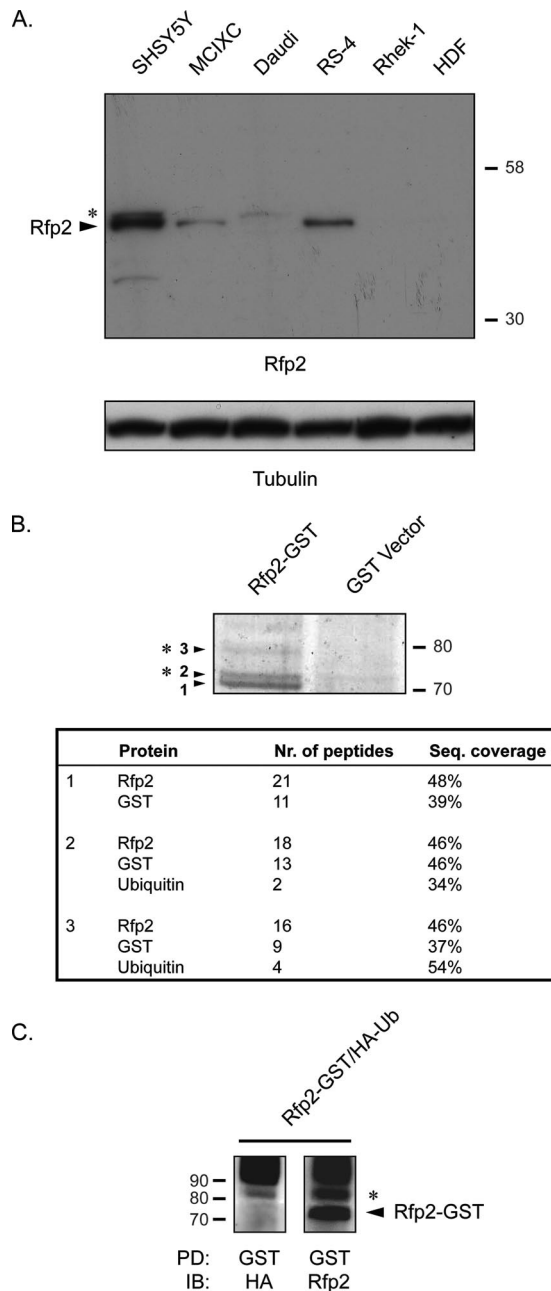 A.
SHSY5Y MCIXC Daudi RS-4 Rhek-1 HDF
58
*
Rfp2
30
Rfp2
Tubulin
B.
Rfp2-GST GST Vector
* 3 80
* 2
1 70
Protein Nr. of peptides Seq. coverage
1 Rfp2 21 48%
GST 11 39%
2 Rfp2 18 46%
GST 13 46%
Ubiquitin 2 34%
3 Rfp2 16 46%
GST 9 37%
Ubiquitin 4 54%
C.
Rfp2-GST/HA-Ub
90
80 *
70 Rfp2-GST
PD: GST GST
IB: HA Rfp2